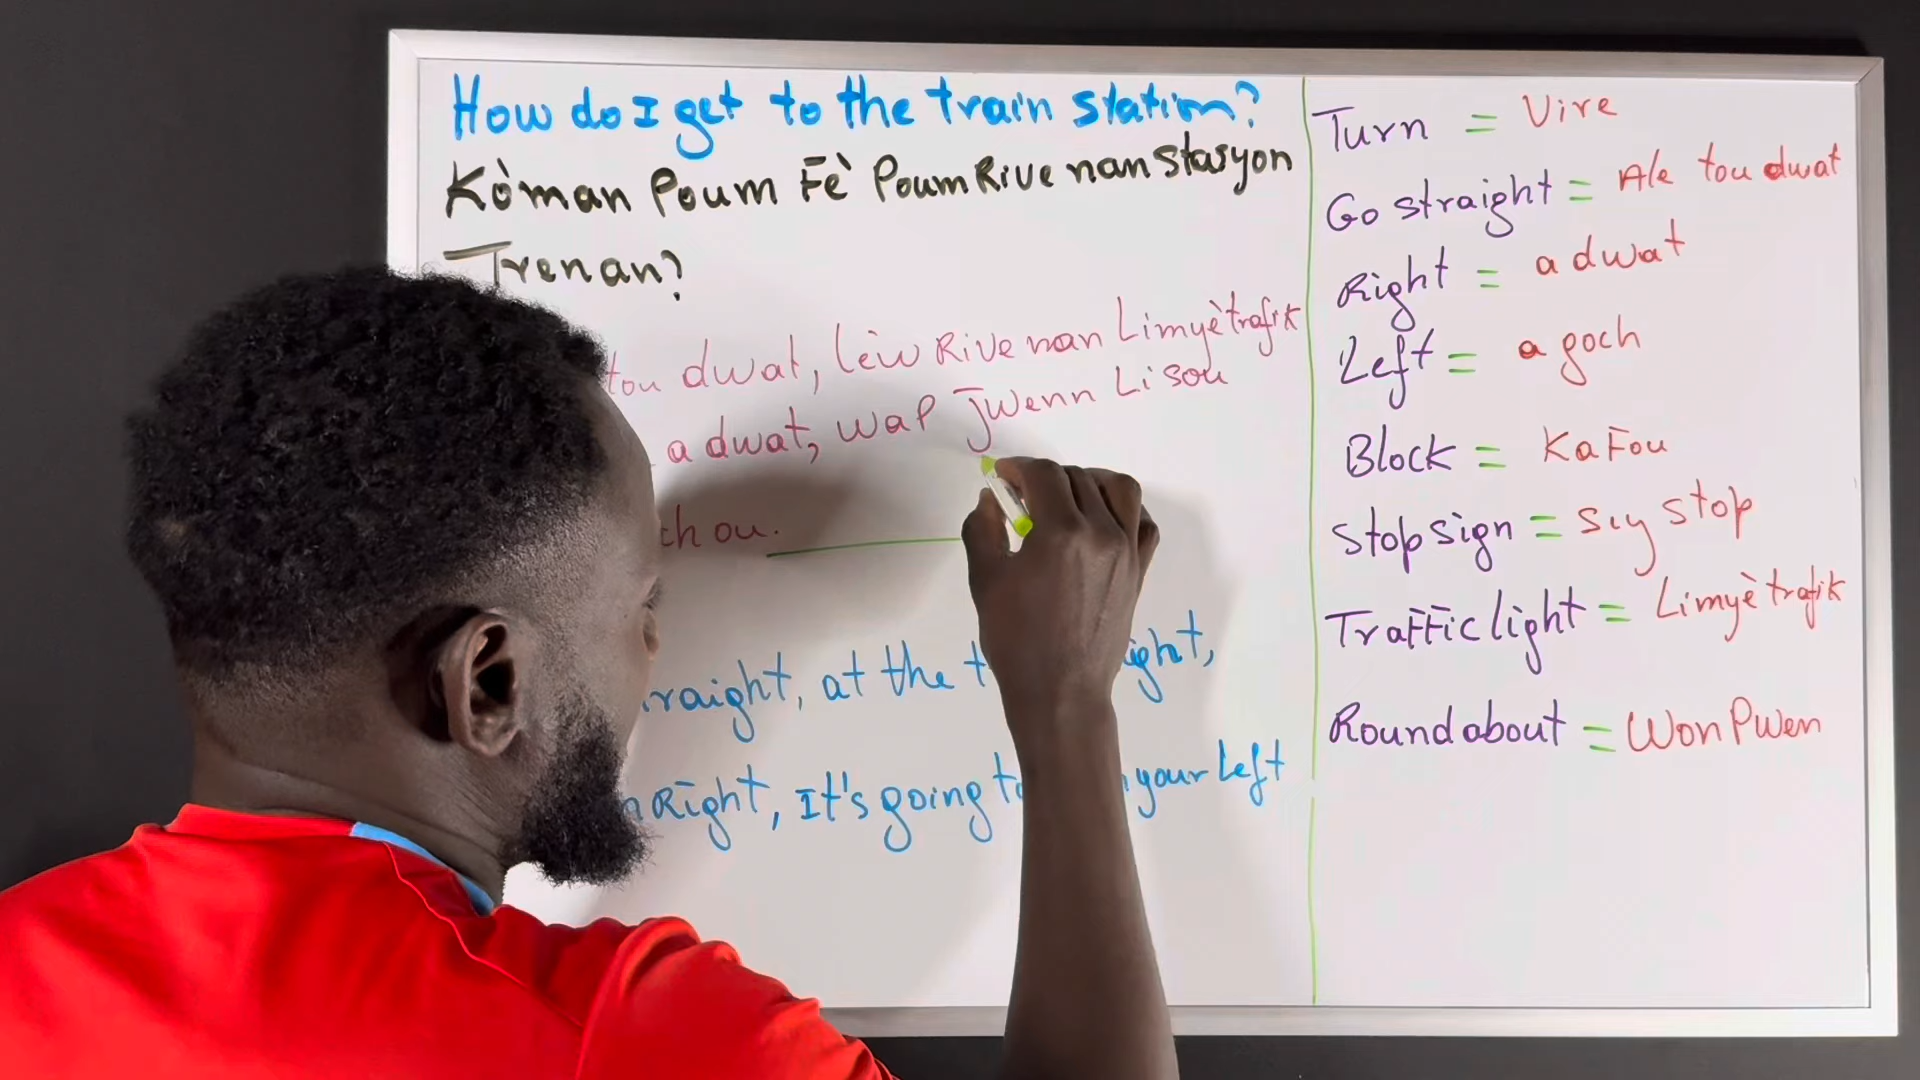 How do I get to the train station?
Kòman Poum Fè Poum Rive nan stasyon
Trenan?
tou dwat, lèw Rive nan Limyè trafik
a dwat, wap Jwenn Li sou
ch ou.
raight, at the t ight,
Right, It's going to your Left
Turn = Vire
Go straight = Ale tou dwat
Right = a dwat
Left = a goch
Block = KaFou
Stop sign = Siy stop
Traffic light = Limyè trafik
Roundabout = Won Pwen